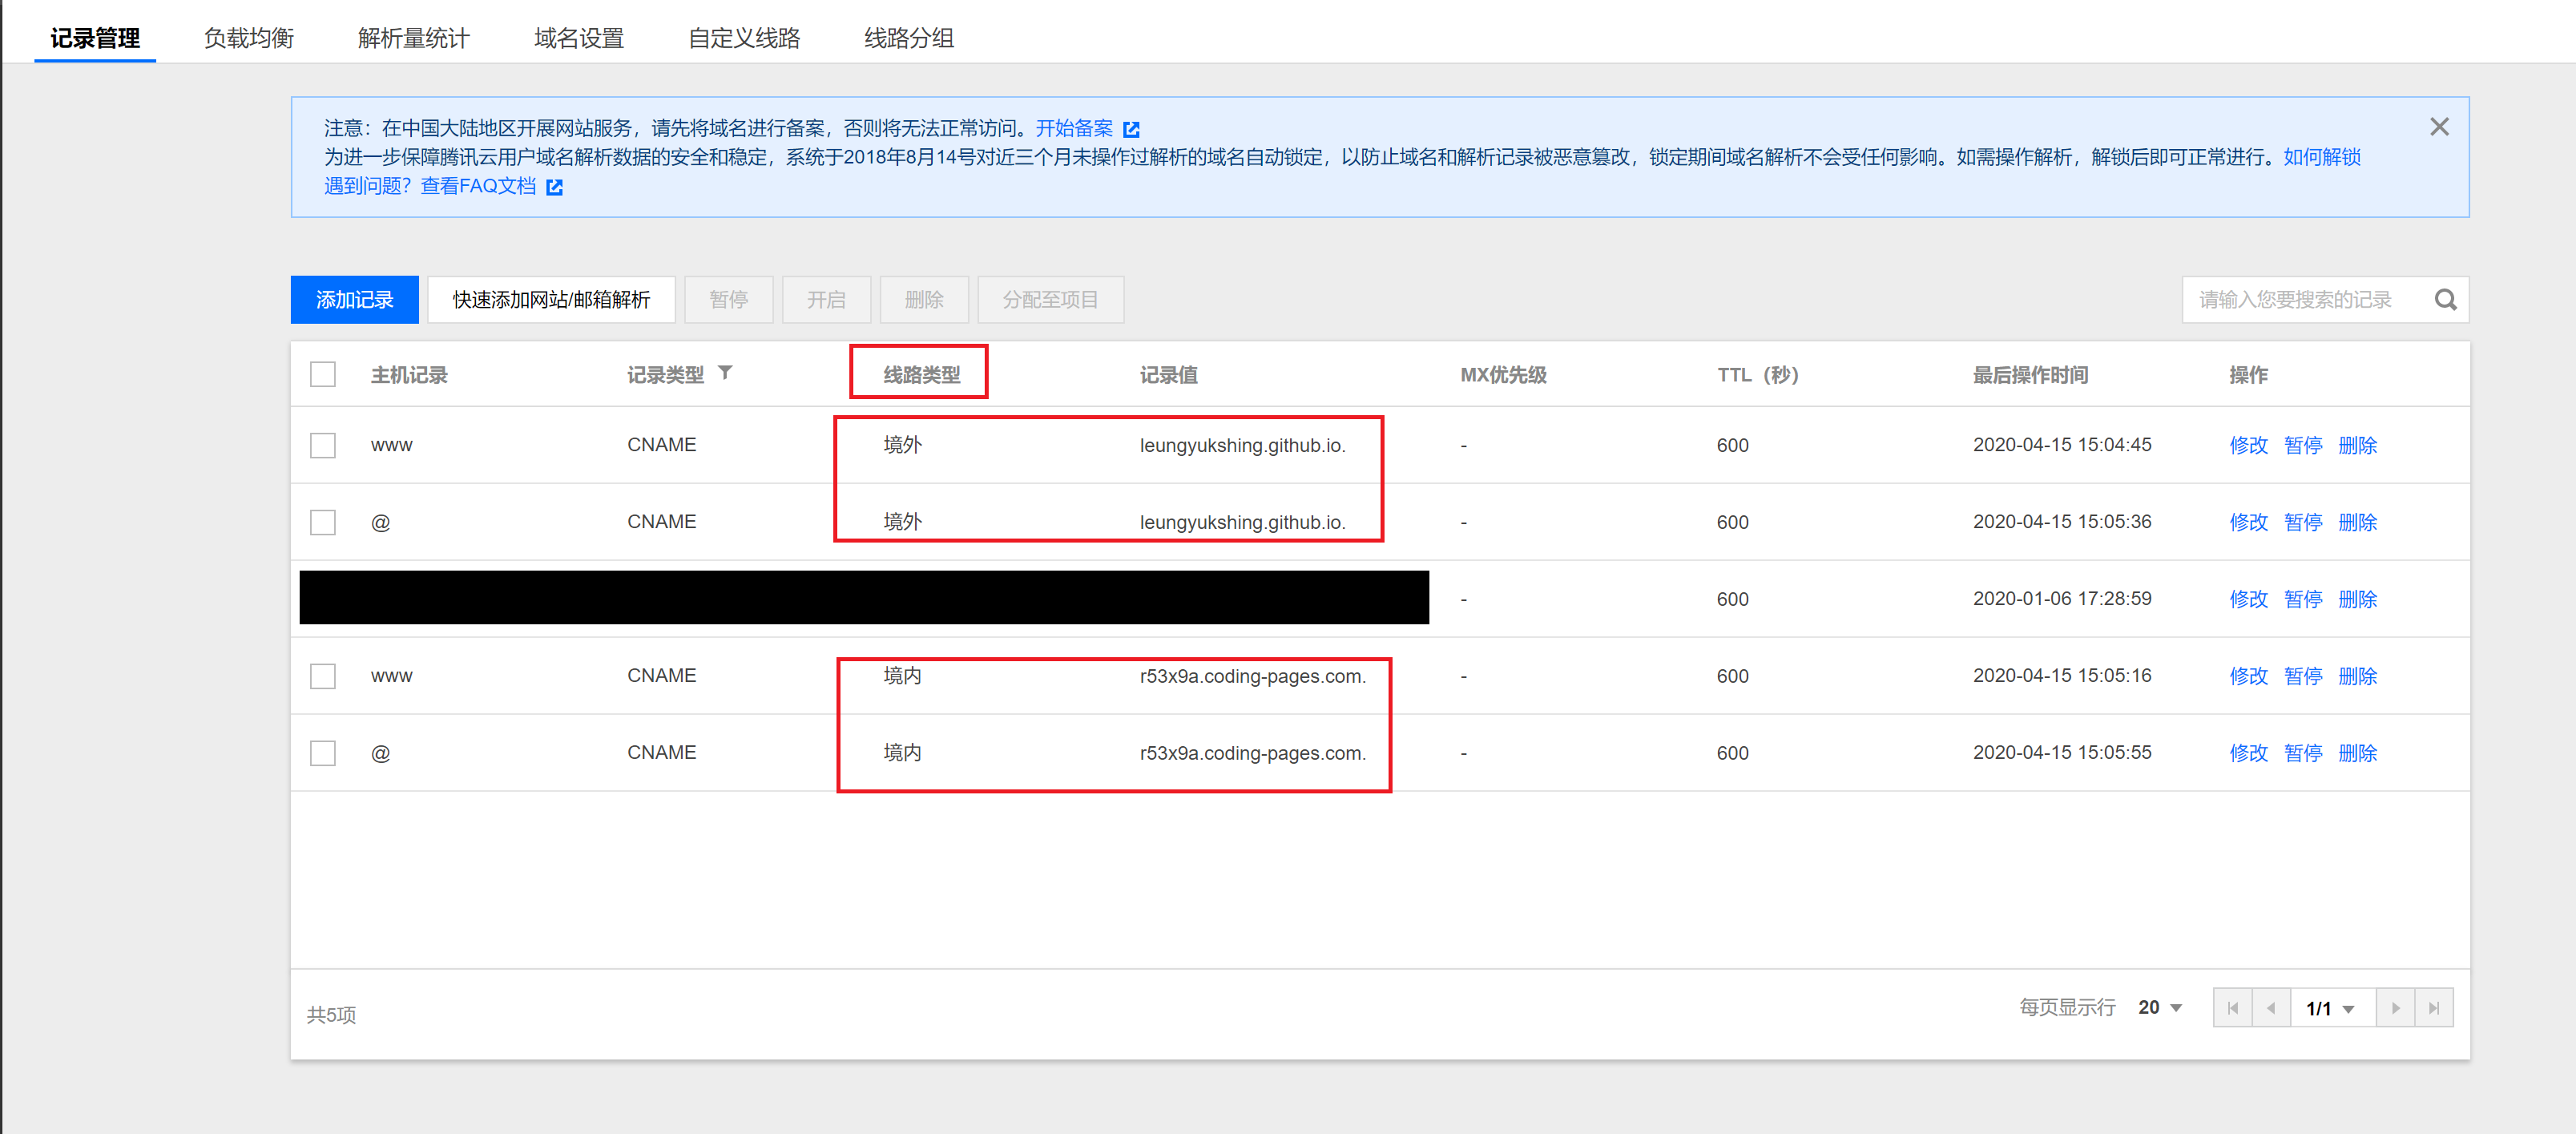 记录管理 负载均衡 解析量统计 域名设置 自定义线路 线路分组
注意：在中国大陆地区开展网站服务，请先将域名进行备案，否则将无法正常访问。开始备案
为进一步保障腾讯云用户域名解析数据的安全和稳定，系统于2018年8月14号对近三个月未操作过解析的域名自动锁定，以防止域名和解析记录被恶意篡改，锁定期间域名解析不会受任何影响。如需操作解析，解锁后即可正常进行。如何解锁
遇到问题？查看FAQ文档
添加记录 快速添加网站/邮箱解析 暂停 开启 删除 分配至项目 请输入您要搜索的记录
主机记录 记录类型 线路类型 记录值 MX优先级 TTL（秒） 最后操作时间 操作
www CNAME 境外 leungyukshing.github.io. - 600 2020-04-15 15:04:45 修改 暂停 删除
@ CNAME 境外 leungyukshing.github.io. - 600 2020-04-15 15:05:36 修改 暂停 删除
- 600 2020-01-06 17:28:59 修改 暂停 删除
www CNAME 境内 r53x9a.coding-pages.com. - 600 2020-04-15 15:05:16 修改 暂停 删除
@ CNAME 境内 r53x9a.coding-pages.com. - 600 2020-04-15 15:05:55 修改 暂停 删除
共5项 每页显示行 20 1/1